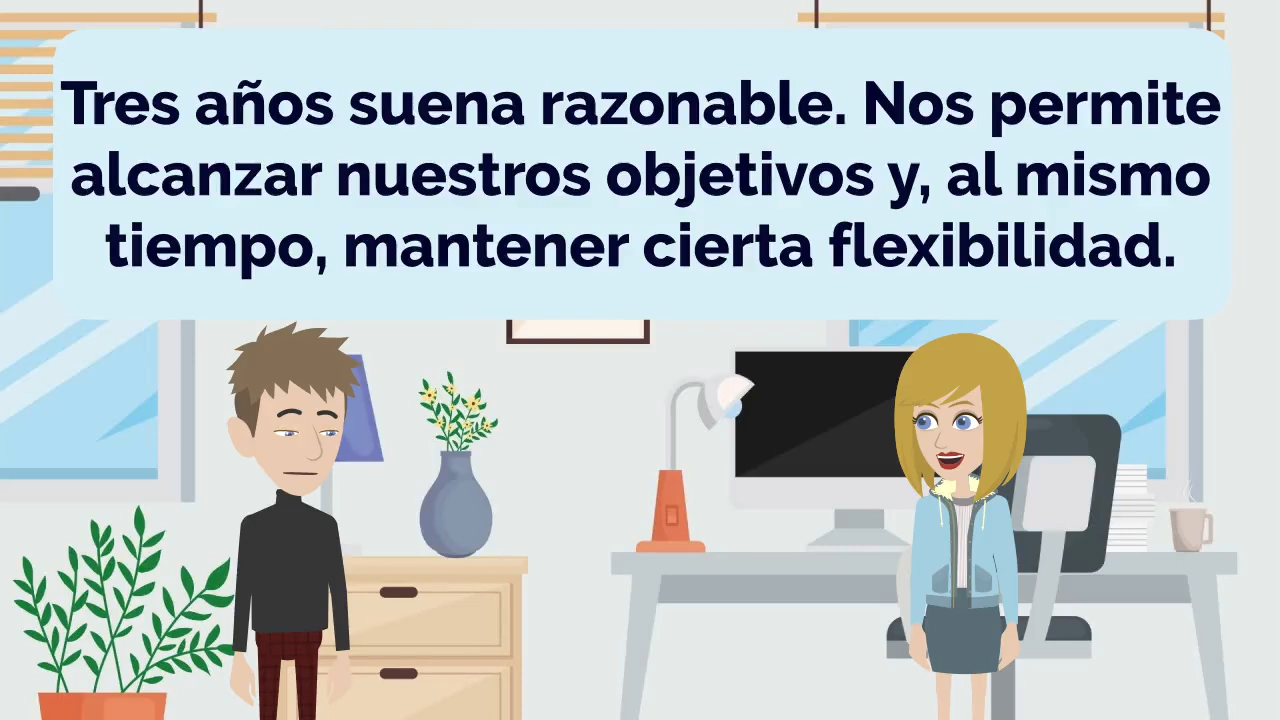 Tres años suena razonable. Nos permite
alcanzar nuestros objetivos y, al mismo
tiempo, mantener cierta flexibilidad.